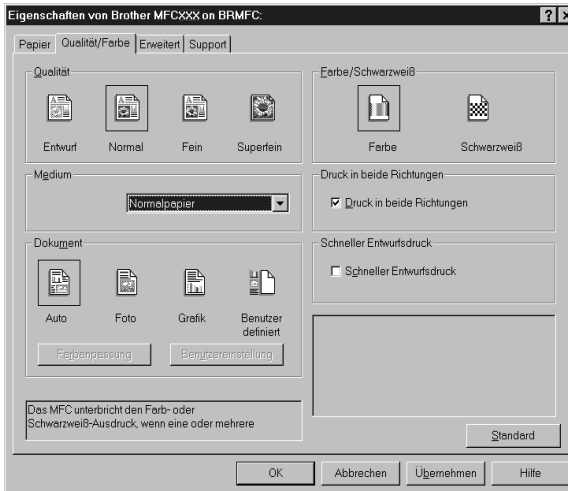 Eigenschaften von Brother MFCXXX on BRMFC:
Papier Qualität/Farbe Erweitert Support
Qualität
Entwurf Normal Fein Superfein
Farbe/Schwarzweiß
Farbe Schwarzweiß
Medium
Normalpapier
Druck in beide Richtungen
Druck in beide Richtungen
Dokument
Auto Foto Grafik Benutzer
definiert
Farbanpassung Benutzereinstellung
Schneller Entwurfsdruck
Schneller Entwurfsdruck
Das MFC unterbricht den Farb- oder
Schwarzweiß-Ausdruck, wenn eine oder mehrere
Standard
OK Abbrechen Übernehmen Hilfe